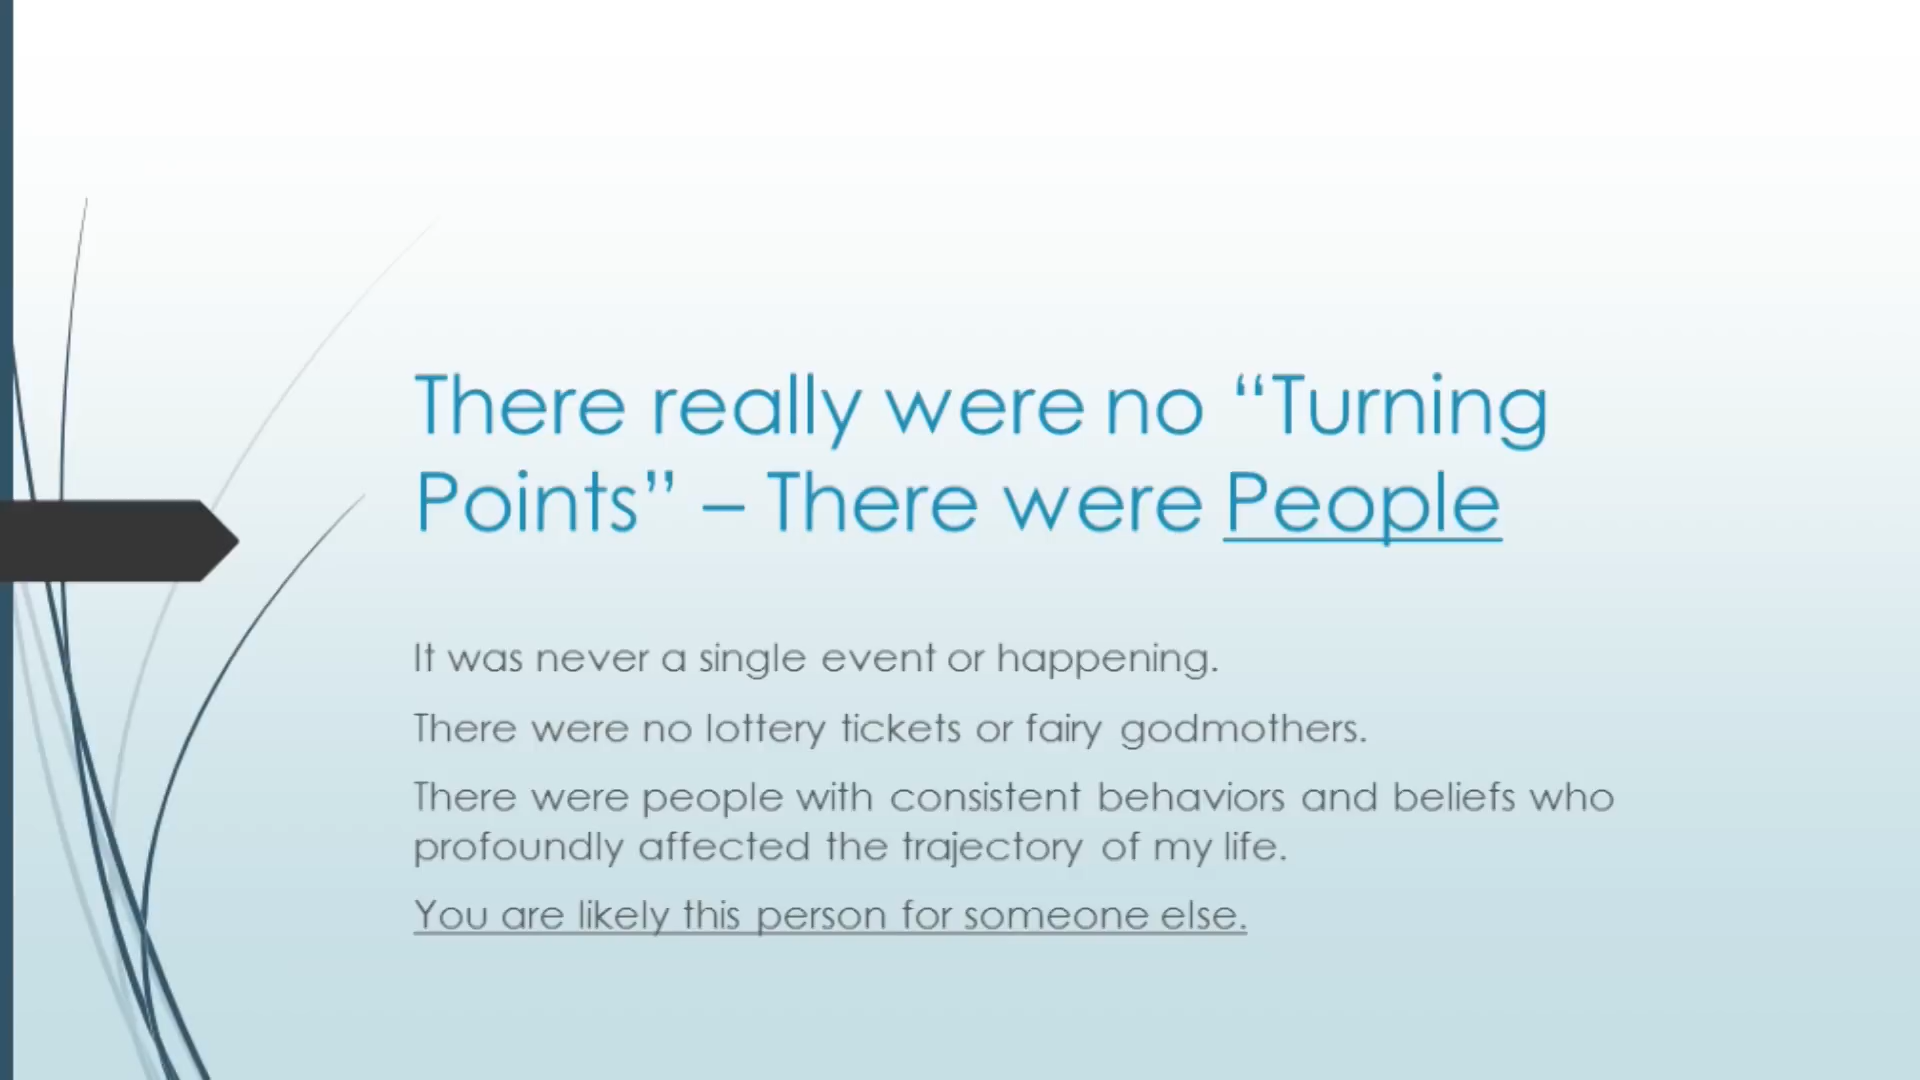 There really were no “Turning
Points” – There were People
It was never a single event or happening.
There were no lottery tickets or fairy godmothers.
There were people with consistent behaviors and beliefs who
profoundly affected the trajectory of my life.
You are likely this person for someone else.